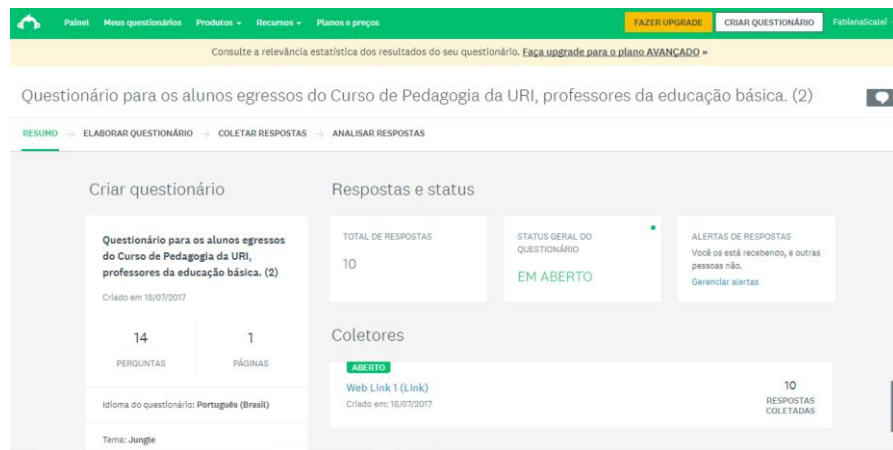 Painel Meus questionários Produtos Recursos Planos e preços FAZER UPGRADE CRIAR QUESTIONÁRIO FabianaScalei
Consulte a relevância estatística dos resultados do seu questionário. Faça upgrade para o plano AVANÇADO »
Questionário para os alunos egressos do Curso de Pedagogia da URI, professores da educação básica. (2)
RESUMO → ELABORAR QUESTIONÁRIO → COLETAR RESPOSTAS → ANALISAR RESPOSTAS
Criar questionário
Questionário para os alunos egressos
do Curso de Pedagogia da URI,
professores da educação básica. (2)
Criado em 18/07/2017
14 1
PERGUNTAS PÁGINAS
Idioma do questionário: Português (Brasil)
Tema: Jungle
Respostas e status
TOTAL DE RESPOSTAS
10
STATUS GERAL DO
QUESTIONÁRIO
EM ABERTO
ALERTAS DE RESPOSTAS
Você os está recebendo, e outras
pessoas não.
Gerenciar alertas
Coletores
ABERTO
Web Link 1 (Link)
Criado em: 18/07/2017
10
RESPOSTAS
COLETADAS